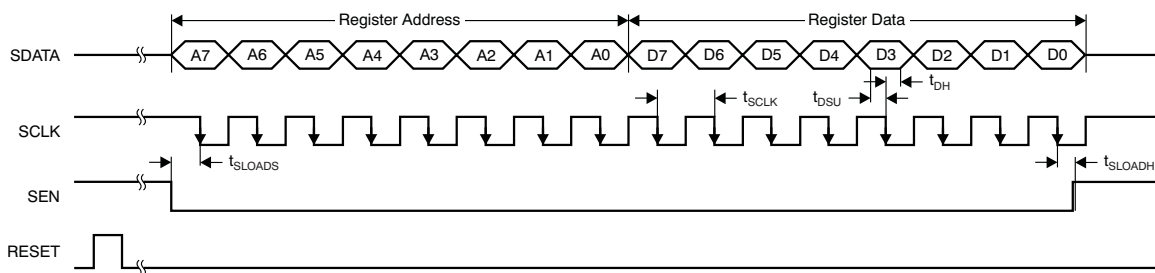 Register Address Register Data
SDATA A7 A6 A5 A4 A3 A2 A1 A0 D7 D6 D5 D4 D3 D2 D1 D0
tDH
tSCLK tDSU
SCLK
tSLOADS tSLOADH
SEN
RESET